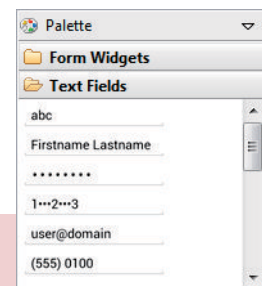 Palette
Form Widgets
Text Fields
abc
Firstname Lastname
••••••••
1•••2•••3
user@domain
(555) 0100